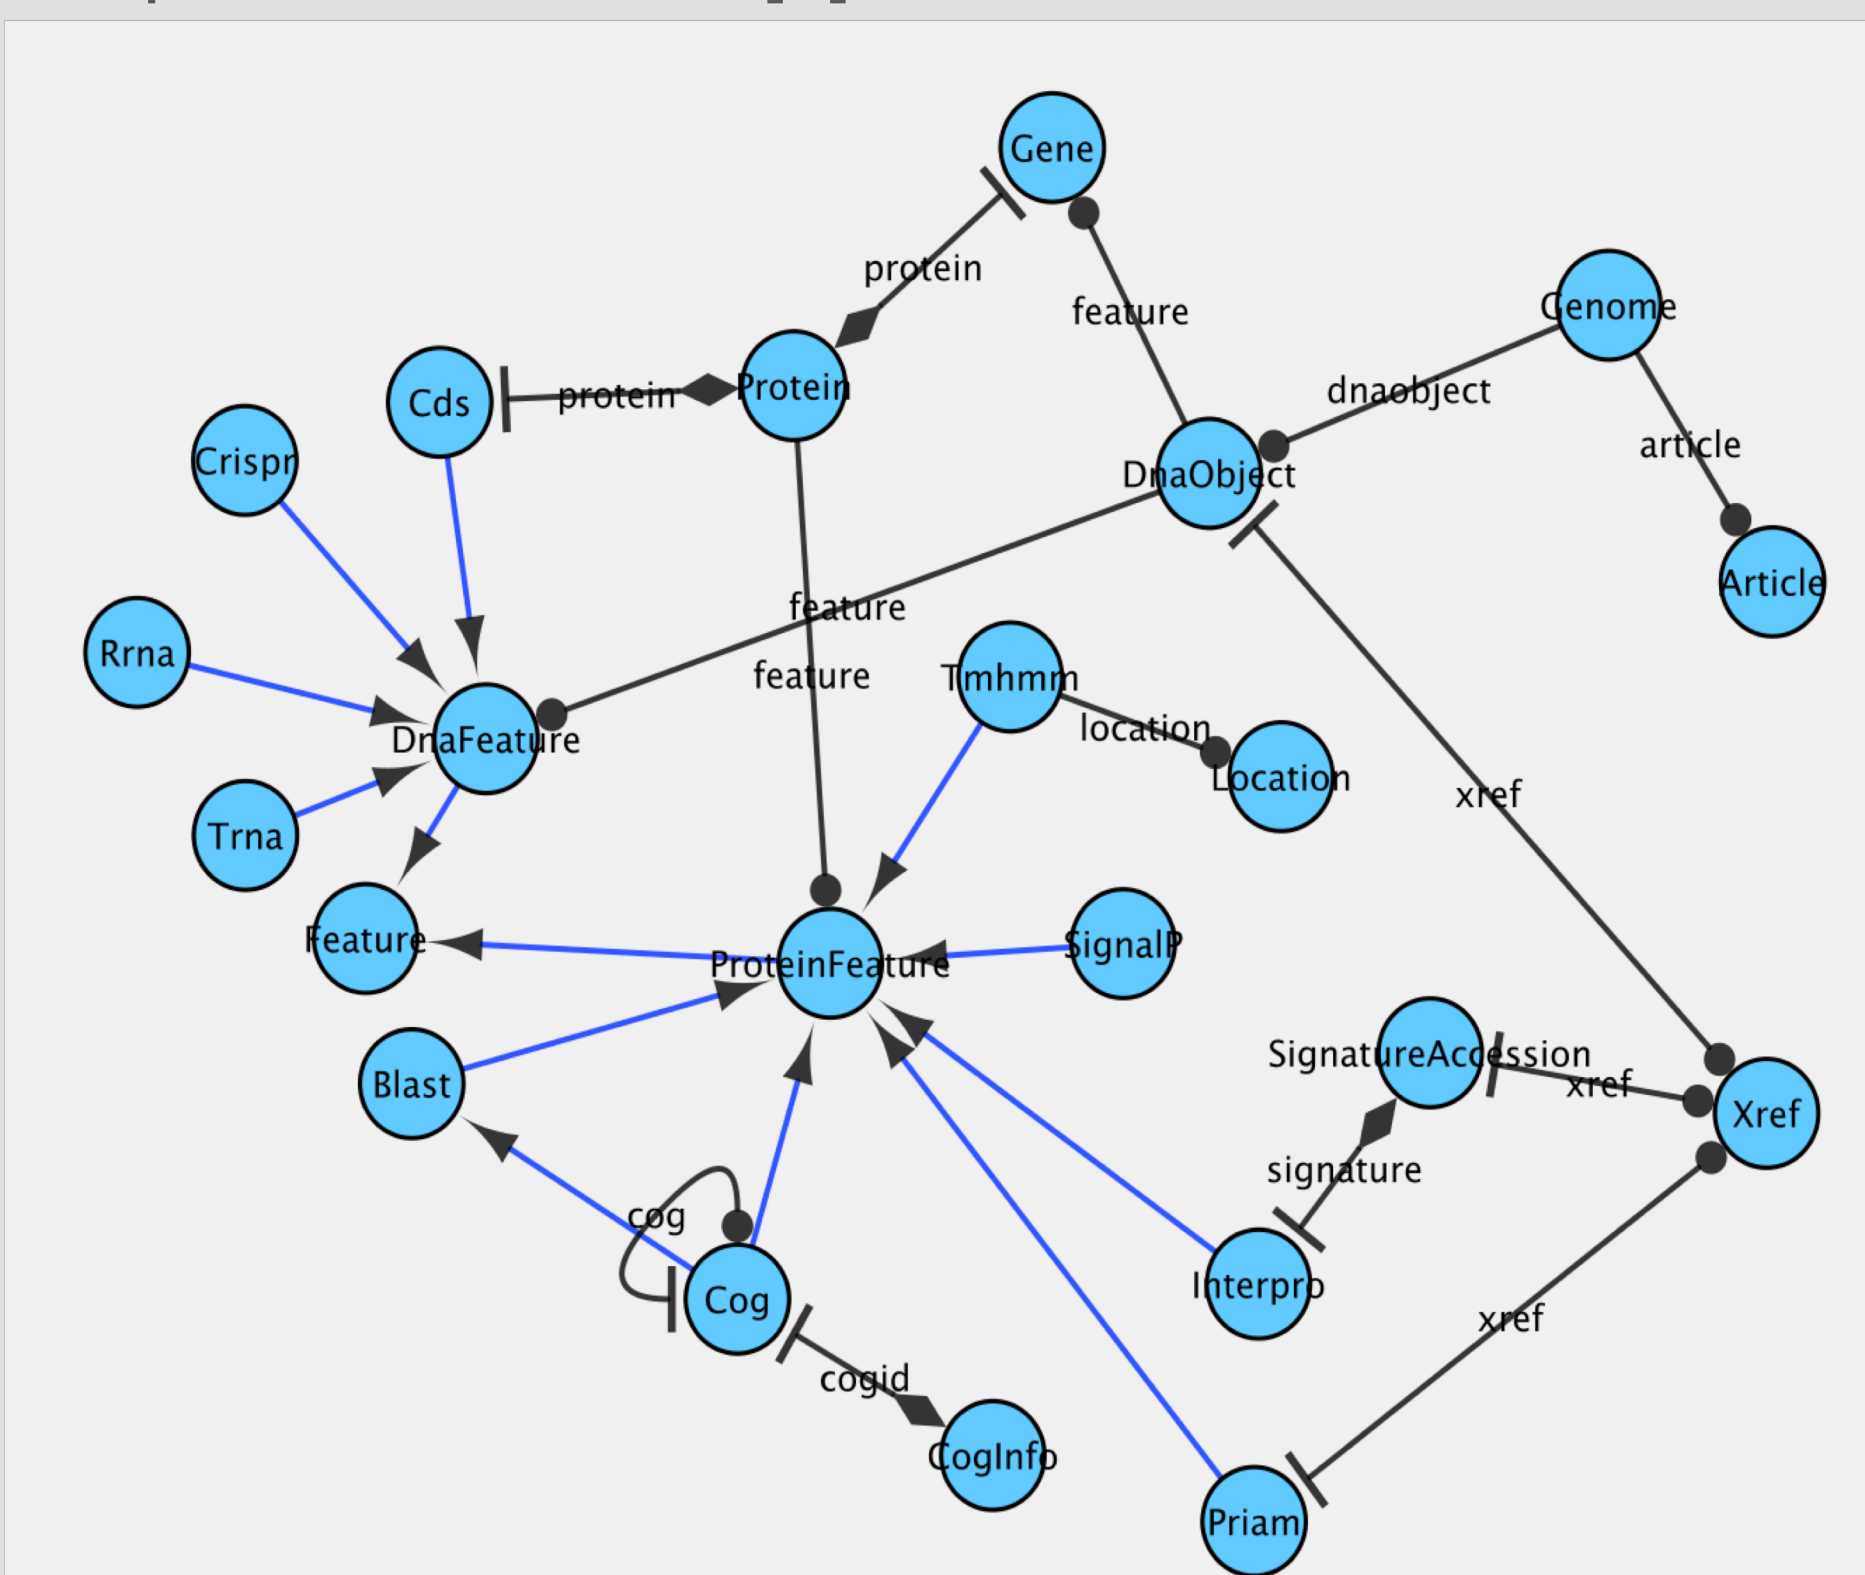 Gene
protein
feature
Genome
dnaobject
Cds
protein
Protein
article
Crispr
DnaObject
Article
feature
Rrna
feature
Tmhmm
location
DnaFeature
Location
xref
Trna
Feature
ProteinFeature
SignalP
SignatureAccession
xref
Blast
Xref
signature
cog
Interpro
Cog
xref
cogid
CogInfo
Priam